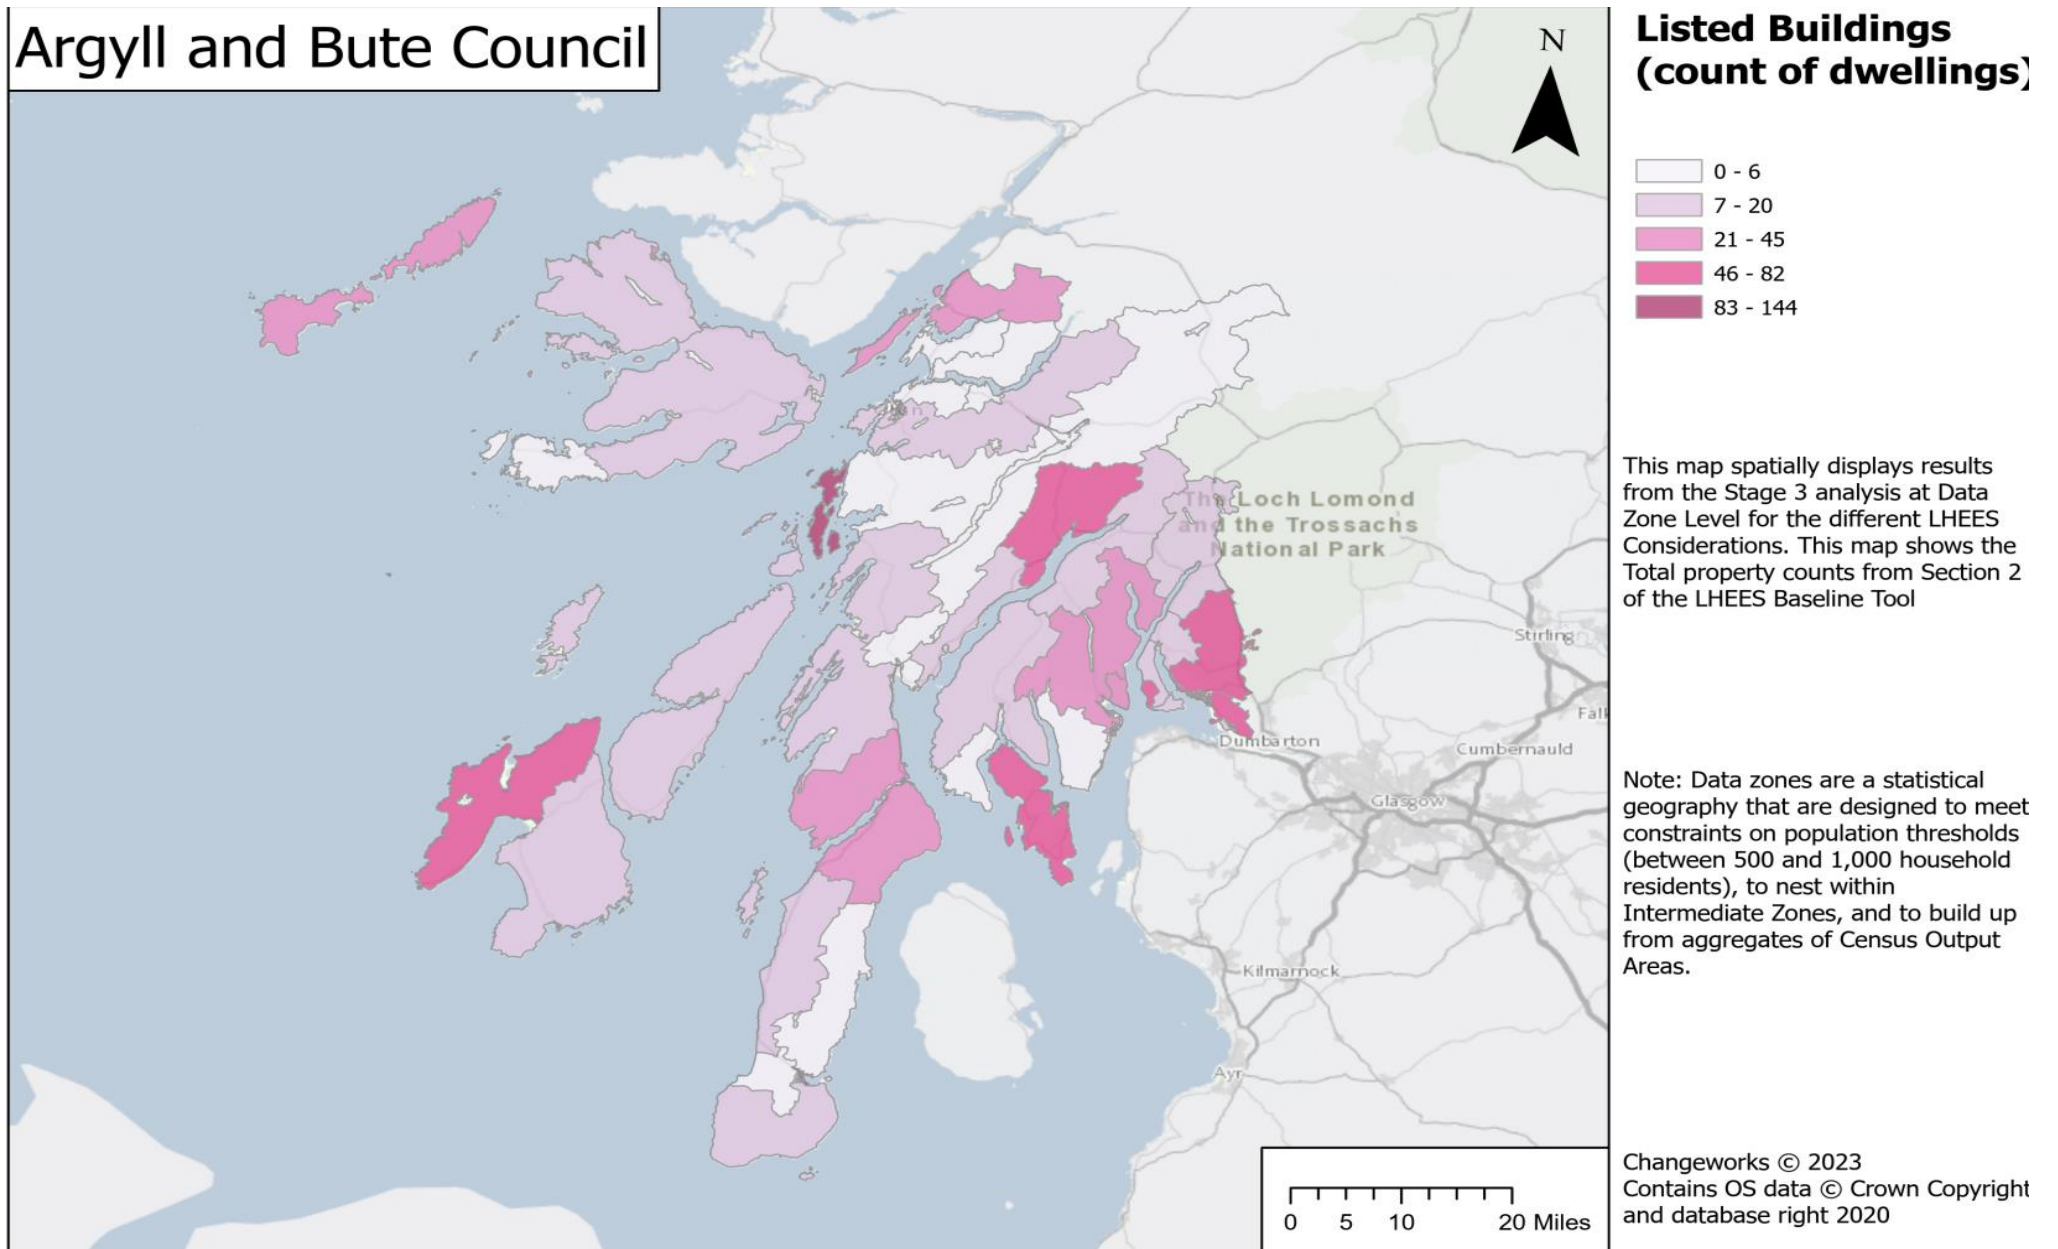 Argyll and Bute Council
N
Listed Buildings
(count of dwellings)
0 - 6
7 - 20
21 - 45
46 - 82
83 - 144
The Loch Lomond
and the Trossachs
National Park
Stirling
Falk
Dumbarton
Cumbernauld
Glasgow
Kilmarnock
Ayr
This map spatially displays results
from the Stage 3 analysis at Data
Zone Level for the different LHEES
Considerations. This map shows the
Total property counts from Section 2
of the LHEES Baseline Tool
Note: Data zones are a statistical
geography that are designed to meet
constraints on population thresholds
(between 500 and 1,000 household
residents), to nest within
Intermediate Zones, and to build up
from aggregates of Census Output
Areas.
0 5 10 20 Miles
Changeworks © 2023
Contains OS data © Crown Copyright
and database right 2020